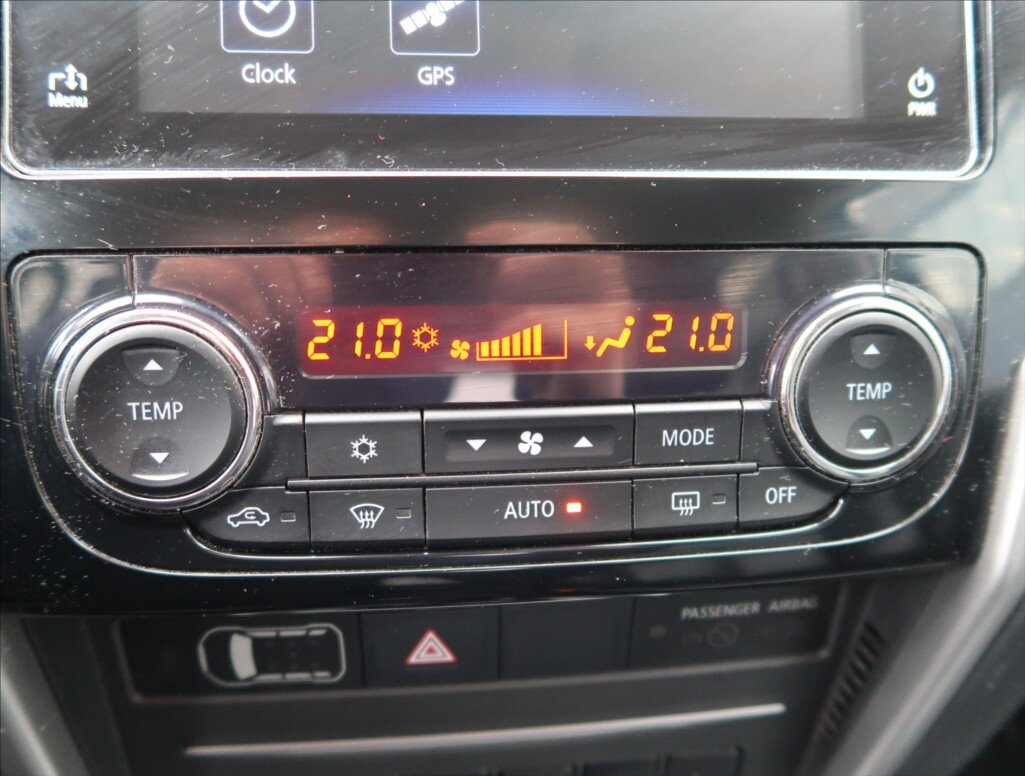 Clock
GPS
Menu
PWR
21.0
21.0
TEMP
TEMP
MODE
AUTO
OFF
PASSENGER AIRBAG